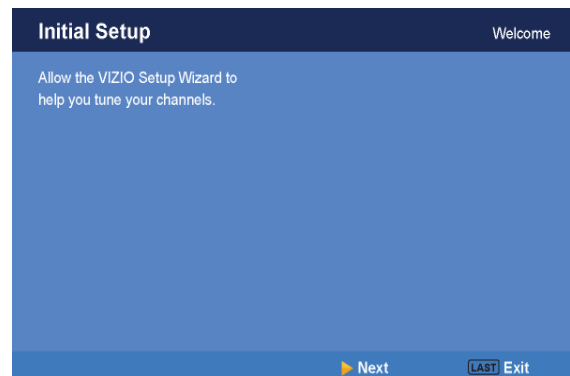 Initial Setup
Welcome
Allow the VIZIO Setup Wizard to
help you tune your channels.
Next
LAST Exit